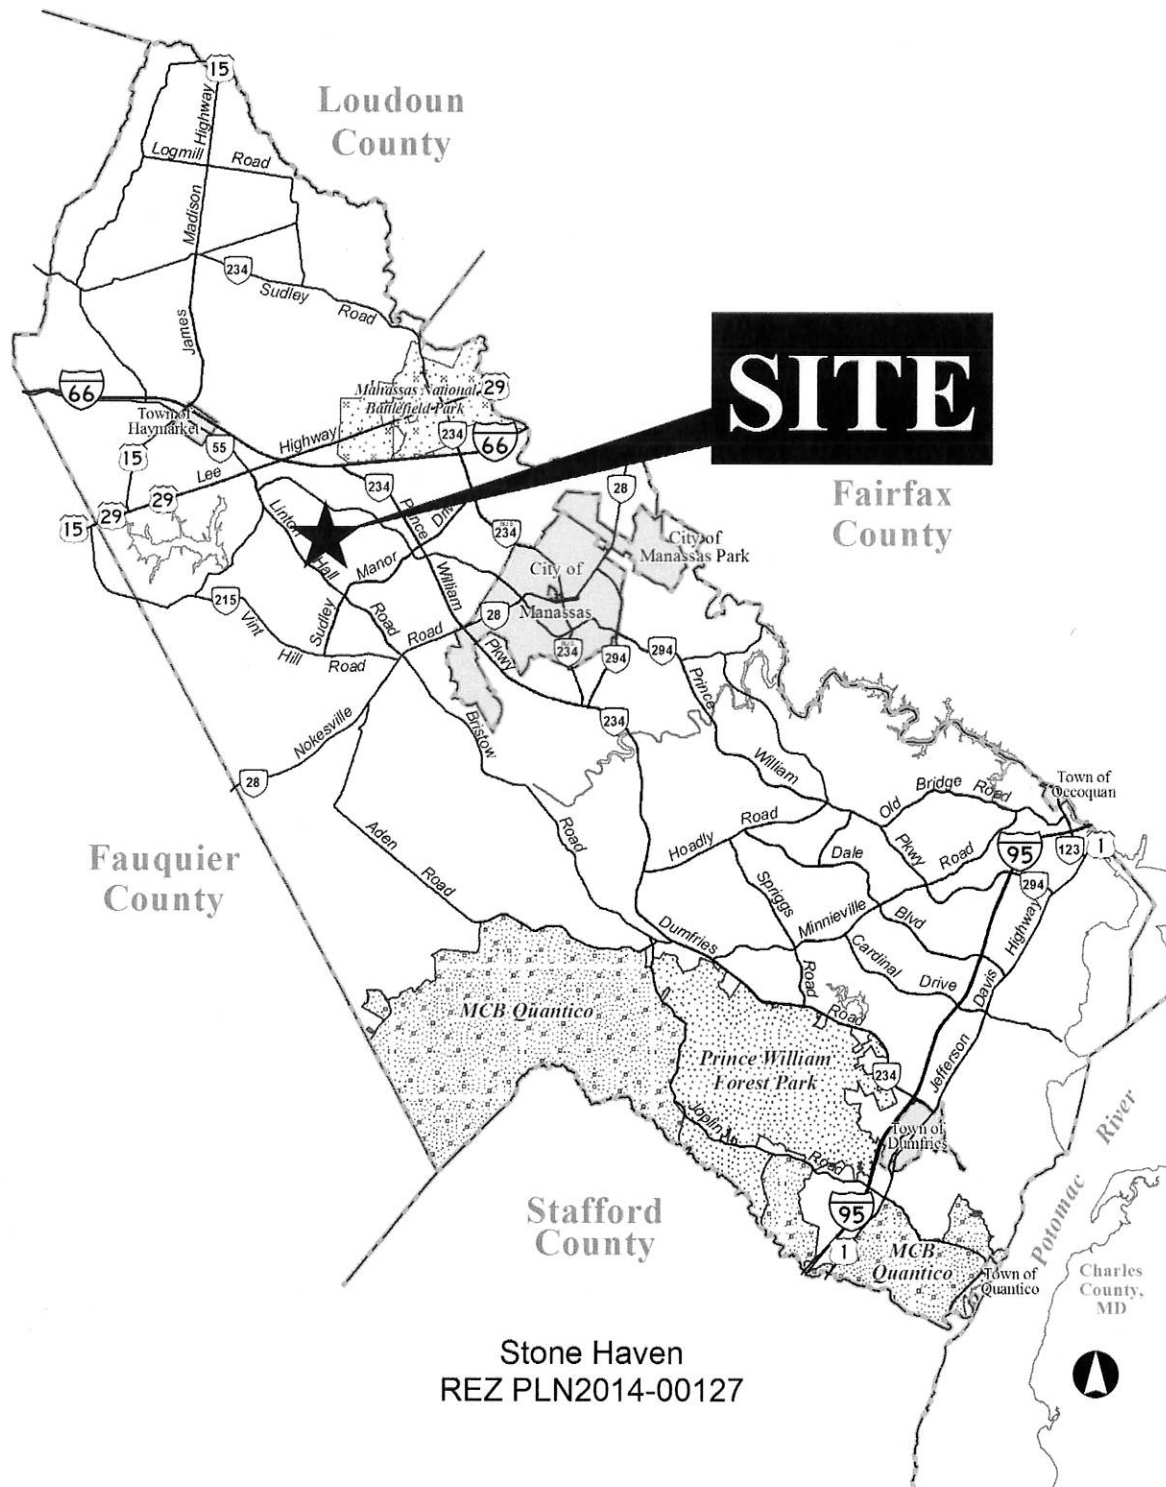 15
Loudoun
County
Highway
Logmill Road
Madison
234
Sudley Road
James
SITE
66
Town of
Haymarket
Manassas National
Battlefield Park
29
55
Highway
234
66
15
Lee
234
28
Fairfax
County
29
29
15
Linton
Hall
Road
Prince
William
Pkwy
Manor Drive
BUS
234
City of
Manassas Park
City of
Manassas
215
Vint
Hill
Road
Sudley
Road
28
BUS
234
294
294
Prince
William
Pkwy
234
Bristow
Road
Nokesville
28
Aden
Road
Fauquier
County
Old Bridge Road
Town of
Occoquan
Hoadly Road
Dale
Blvd
Road
95
123
1
294
Spriggs
Road
Minnieville
Cardinal
Drive
Highway
Davis
Jefferson
Dumfries
Road
MCB Quantico
Prince William
Forest Park
234
Joplin
Road
Town of
Dumfries
Potomac River
Stafford
County
95
1
MCB
Quantico
Town of
Quantico
Charles
County,
MD
Stone Haven
REZ PLN2014-00127